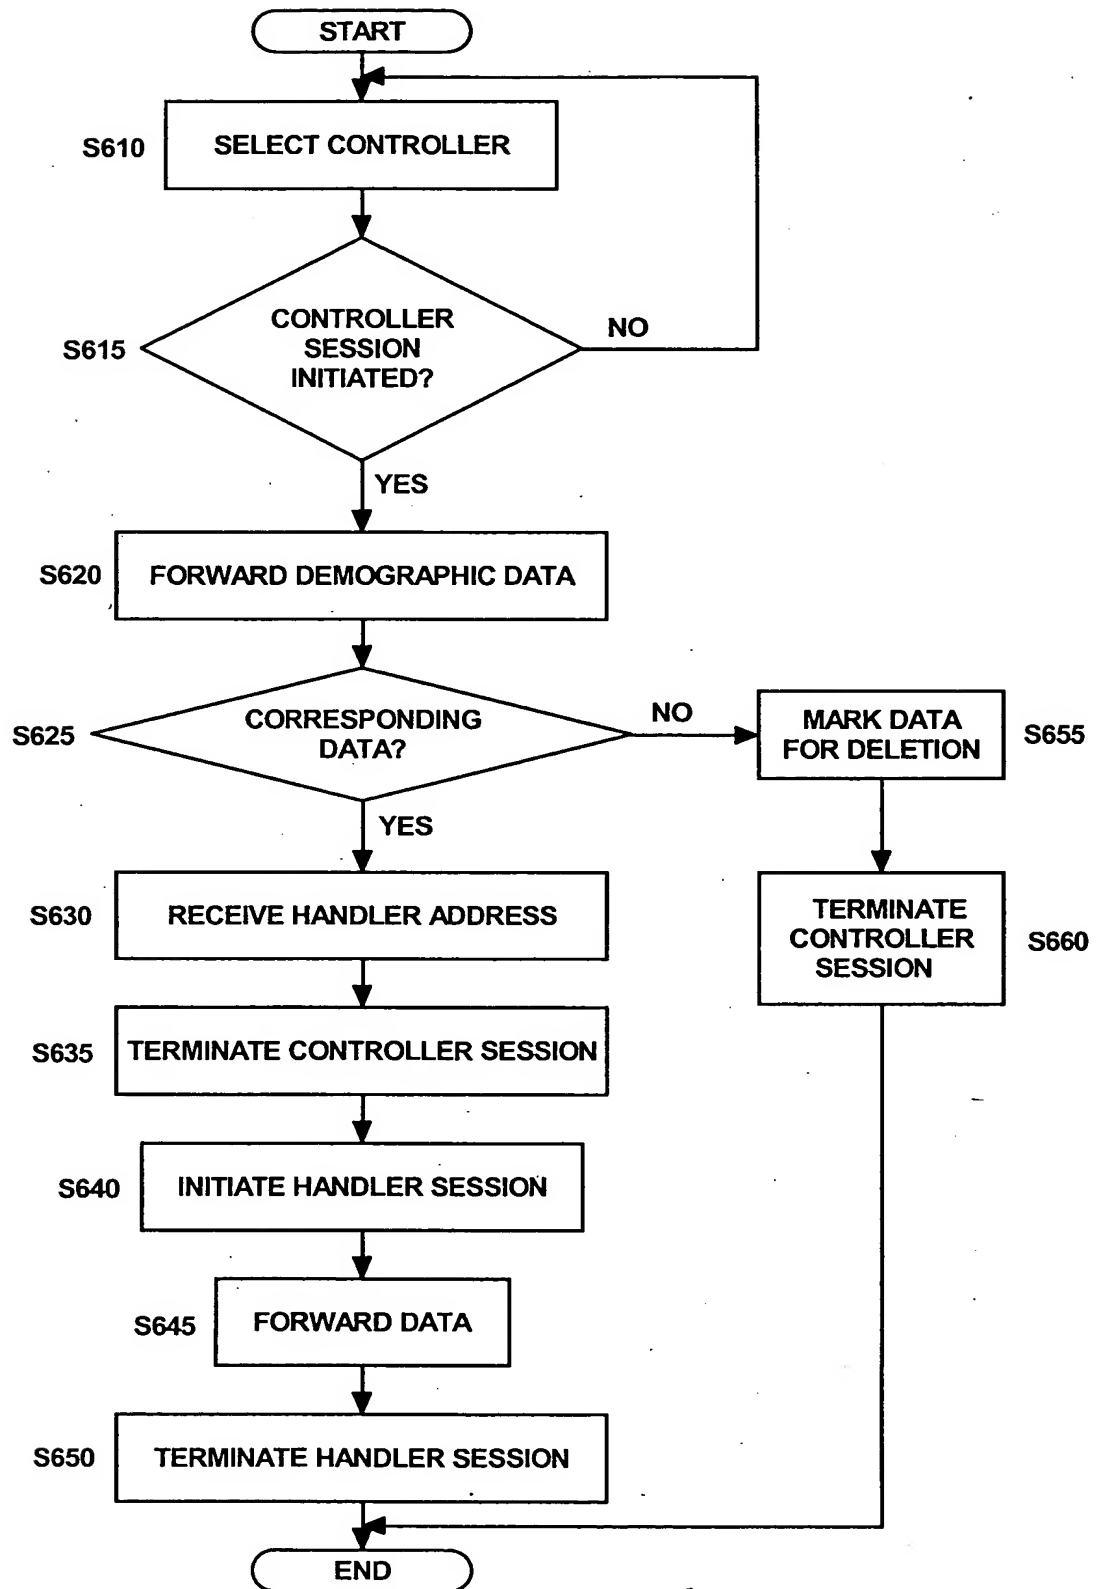 START
S610
SELECT CONTROLLER
S615
CONTROLLER
SESSION
INITIATED?
NO
YES
S620
FORWARD DEMOGRAPHIC DATA
S625
CORRESPONDING
DATA?
NO
MARK DATA
FOR DELETION
S655
YES
S630
RECEIVE HANDLER ADDRESS
TERMINATE
CONTROLLER
SESSION
S660
S635
TERMINATE CONTROLLER SESSION
S640
INITIATE HANDLER SESSION
S645
FORWARD DATA
S650
TERMINATE HANDLER SESSION
END